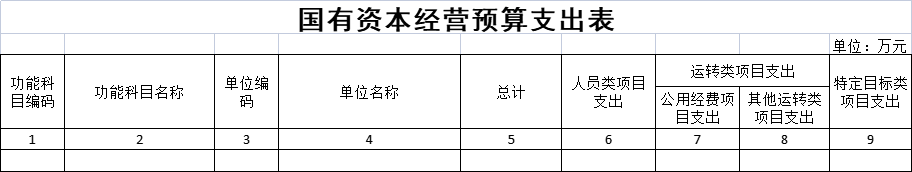 国有资本经营预算支出表
单位：万元
功能科目编码 功能科目名称 单位编码 单位名称 总计 人员类项目支出 运转类项目支出 特定目标类项目支出
公用经费项目支出 其他运转类项目支出
1 2 3 4 5 6 7 8 9